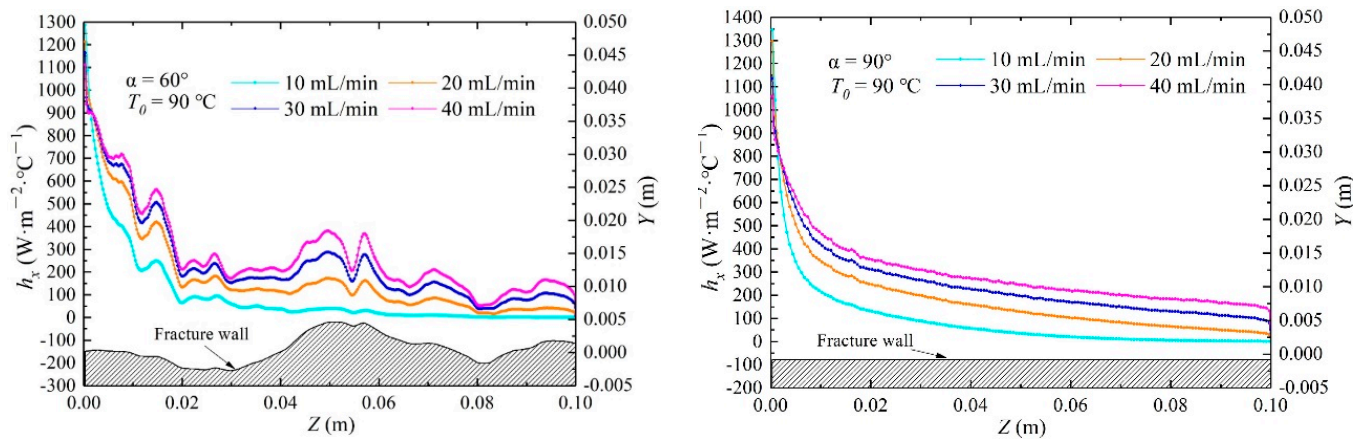 1300
1200
1100
1000
900
800
700
600
500
400
300
200
100
0
-100
-200
-300
h_x (W·m⁻²·°C⁻¹)
α = 60°
T_0 = 90 °C
10 mL/min
20 mL/min
30 mL/min
40 mL/min
Fracture wall
0.050
0.045
0.040
0.035
0.030
0.025
0.020
0.015
0.010
0.005
0.000
-0.005
Y (m)
0.00 0.02 0.04 0.06 0.08 0.10
Z (m)
1400
1300
1200
1100
1000
900
800
700
600
500
400
300
200
100
0
-100
-200
h_x (W·m⁻²·°C⁻¹)
α = 90°
T_0 = 90 °C
10 mL/min
20 mL/min
30 mL/min
40 mL/min
Fracture wall
0.050
0.045
0.040
0.035
0.030
0.025
0.020
0.015
0.010
0.005
0.000
-0.005
Y (m)
0.00 0.02 0.04 0.06 0.08 0.10
Z (m)